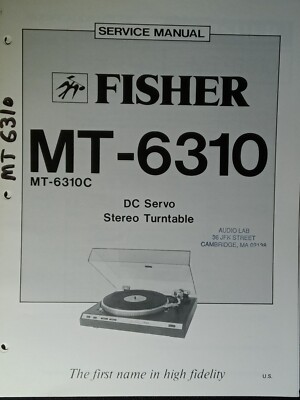 SERVICE MANUAL
FISHER
MT-6310
MT-6310C
DC Servo
Stereo Turntable
AUDIO LAB
36 JFK STREET
CAMBRIDGE, MA
The first name in high fidelity
U.S.
MT 6310